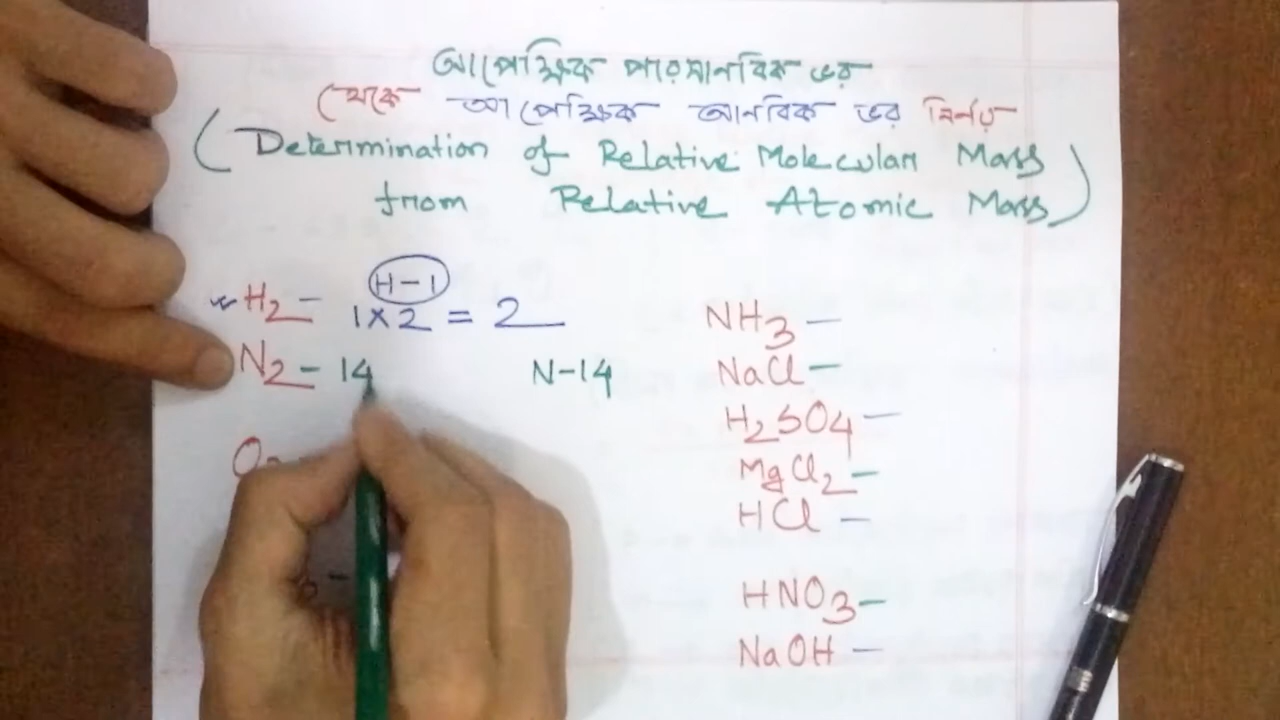 আপেক্ষিক পারমানবিক ভর
থেকে আপেক্ষিক আনবিক ভর নির্নয়
(Determination of Relative Molecular Mass
from Relative Atomic Mass)
H-1
H2 - 1×2 = 2
N2 - 14 N-14
NH3 -
NaCl -
H2SO4 -
MgCl2 -
HCl -
HNO3 -
NaOH -